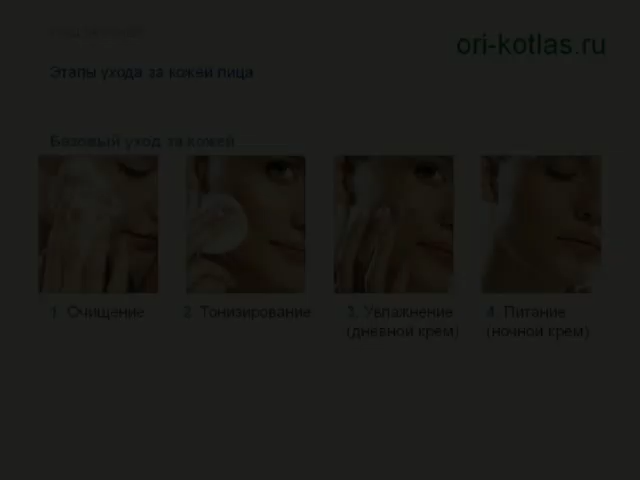 ori-kotlas.ru
Этапы ухода за кожей лица
Базовый уход за кожей
1. Очищение
2. Тонизирование
3. Увлажнение
(дневной крем)
4. Питание
(ночной крем)